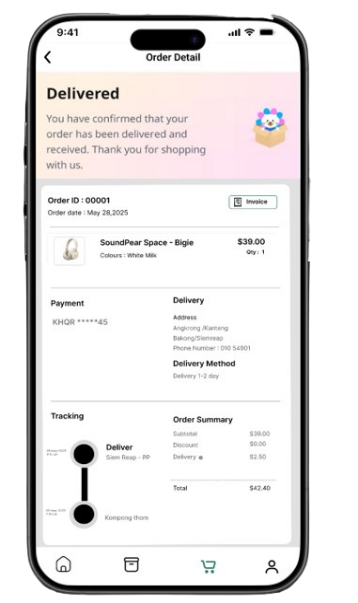 9:41
Order Detail
Delivered
You have confirmed that your
order has been delivered and
received. Thank you for shopping
with us.
Order ID : 00001
Invoice
Order date : May 28,2025
SoundPear Space - Bigie
$39.00
Colours : White Milk
Qty : 1
Payment
KHQR *****45
Delivery
Address
Angkrong /Kantang
Bakong/Siemreap
Phone Number : 010 54901
Delivery Method
Delivery 1-2 day
Tracking
Deliver
Siem Reap - PP
Kompong thom
Order Summary
Subtotal $39.00
Discount $0.00
Delivery $2.50
Total $42.40